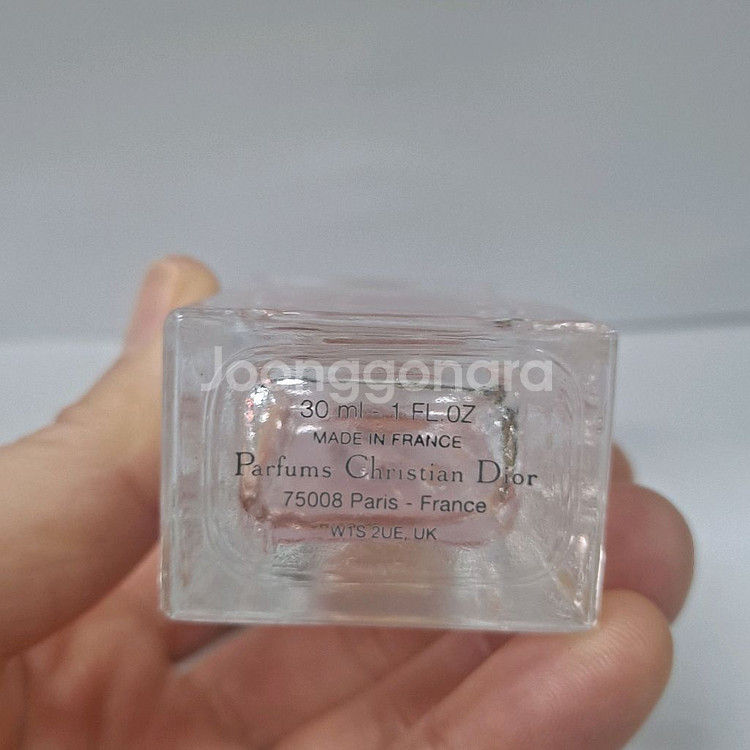 Joonggonara
30 ml - 1 FL.OZ
MADE IN FRANCE
Parfums Christian Dior
75008 Paris - France
W1S 2UE, UK